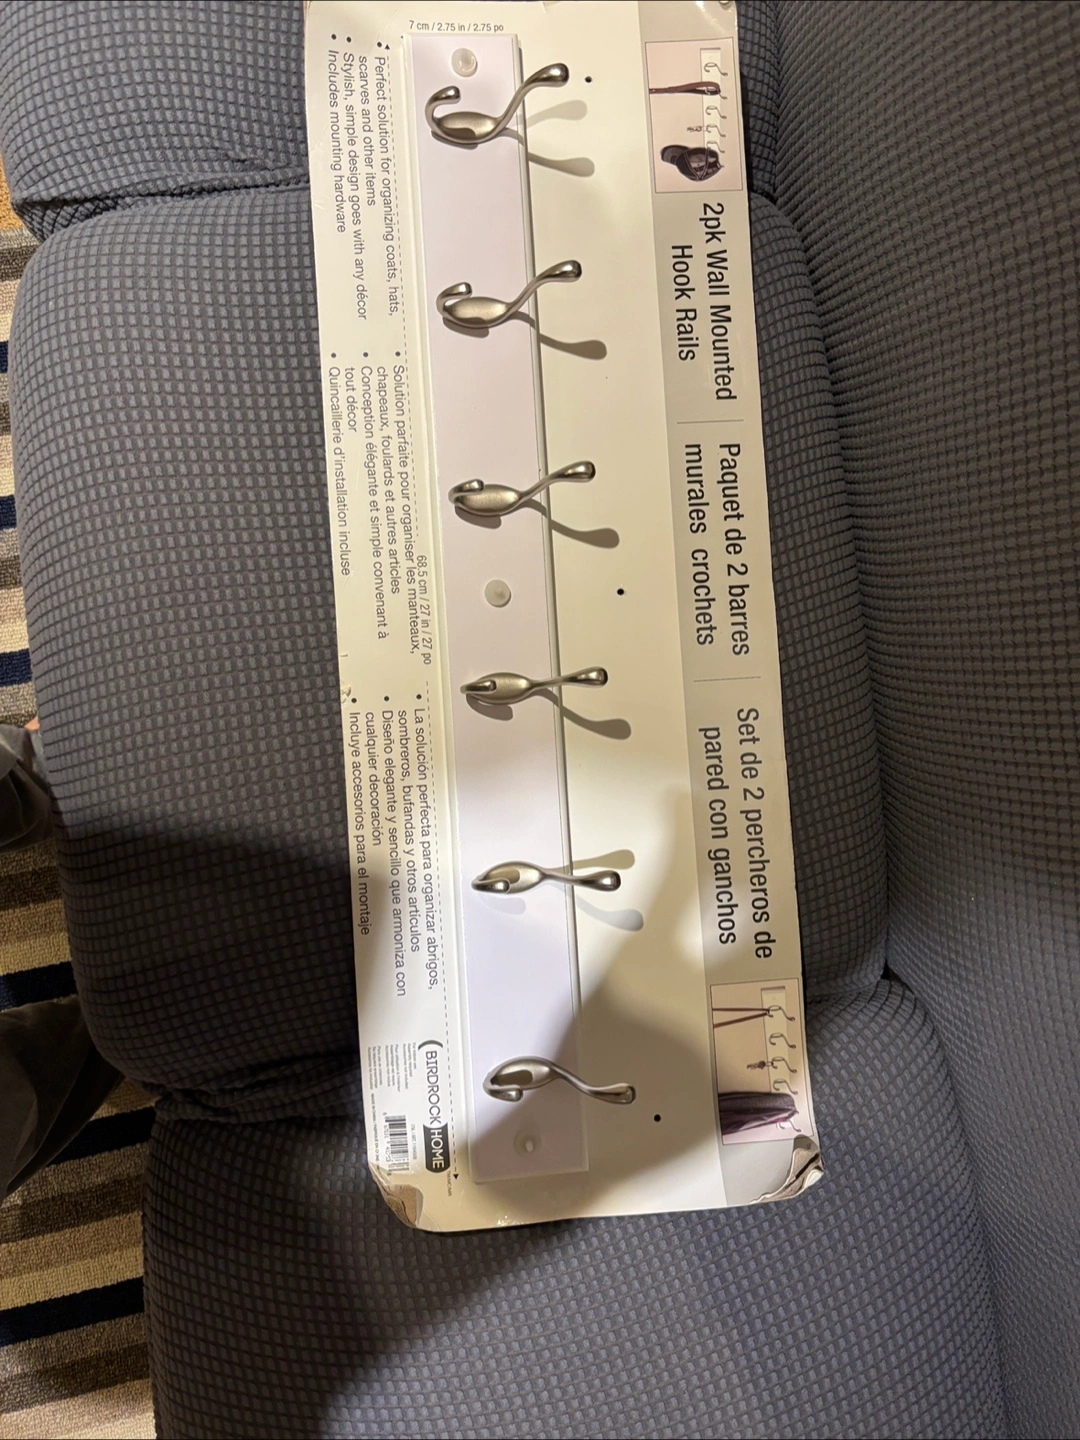 2pk Wall Mounted
Hook Rails
Paquet de 2 barres
murales crochets
Set de 2 percheros de
pared con ganchos
7 cm / 2.75 in / 2.75 po
68.5 cm / 27 in / 27 po
• Perfect solution for organizing coats, hats,
scarves and other items
• Stylish, simple design goes with any décor
• Includes mounting hardware
• Solution parfaite pour organiser les manteaux,
chapeaux, foulards et autres articles
• Conception élégante et simple convenant à
tout décor
• Quincaillerie d'installation incluse
• La solución perfecta para organizar abrigos,
sombreros, bufandas y otros artículos
• Diseño elegante y sencillo que armoniza con
cualquier decoración
• Incluye accesorios para el montaje
BIRDROCK HOME